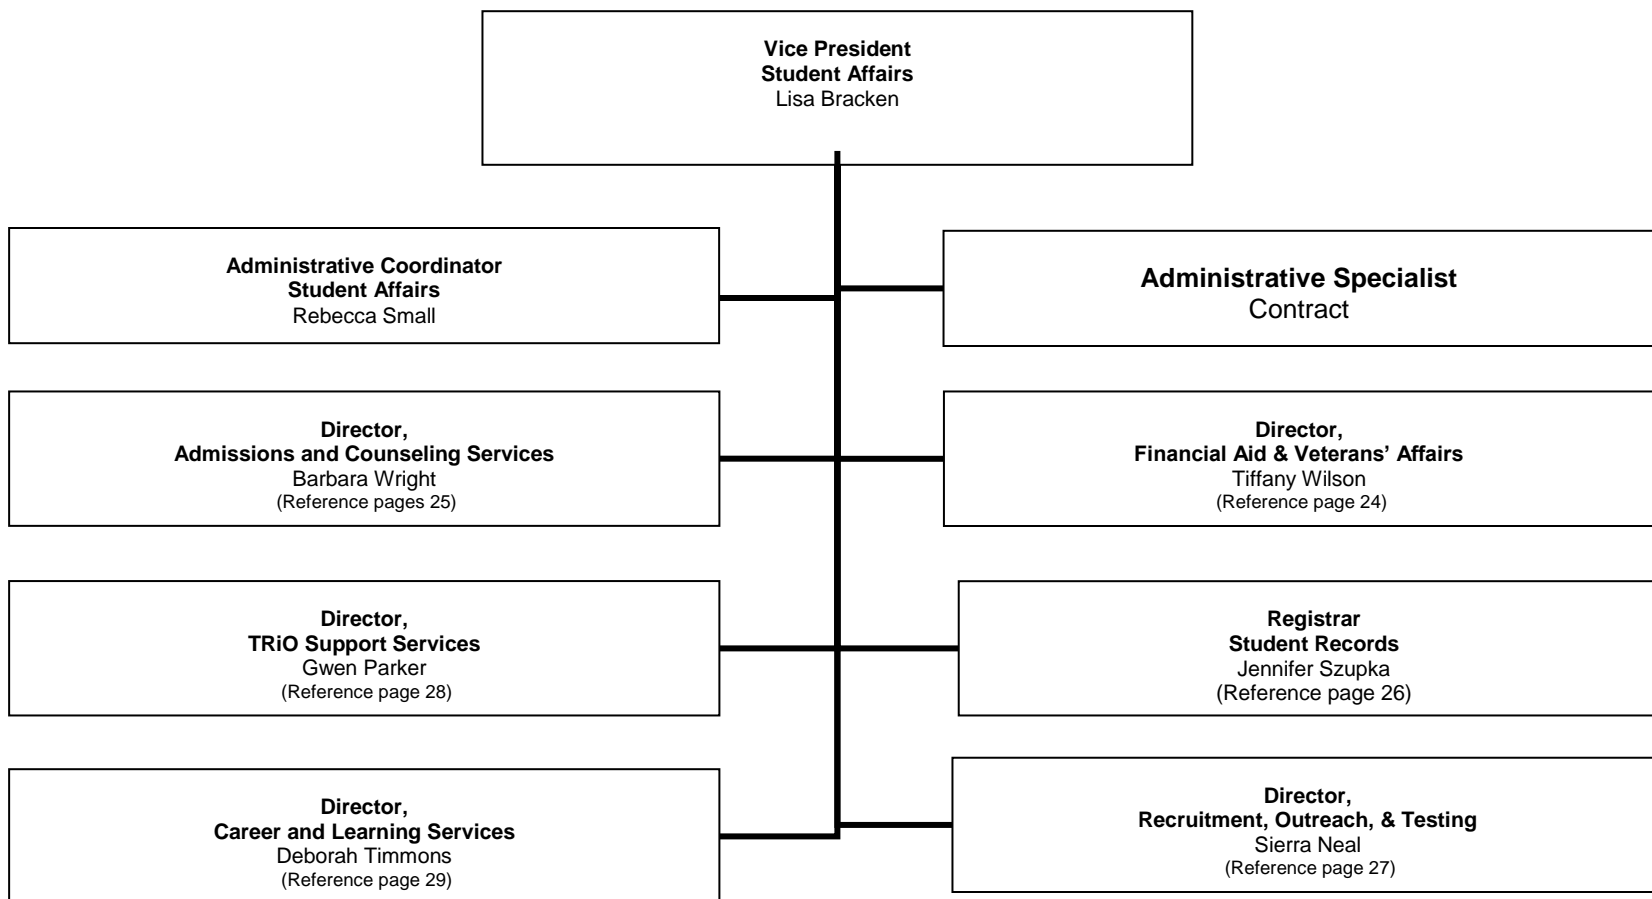 Vice President
Student Affairs
Lisa Bracken
Administrative Coordinator
Student Affairs
Rebecca Small
Administrative Specialist
Contract
Director,
Admissions and Counseling Services
Barbara Wright
(Reference pages 25)
Director,
Financial Aid & Veterans’ Affairs
Tiffany Wilson
(Reference page 24)
Director,
TRiO Support Services
Gwen Parker
(Reference page 28)
Registrar
Student Records
Jennifer Szupka
(Reference page 26)
Director,
Career and Learning Services
Deborah Timmons
(Reference page 29)
Director,
Recruitment, Outreach, & Testing
Sierra Neal
(Reference page 27)